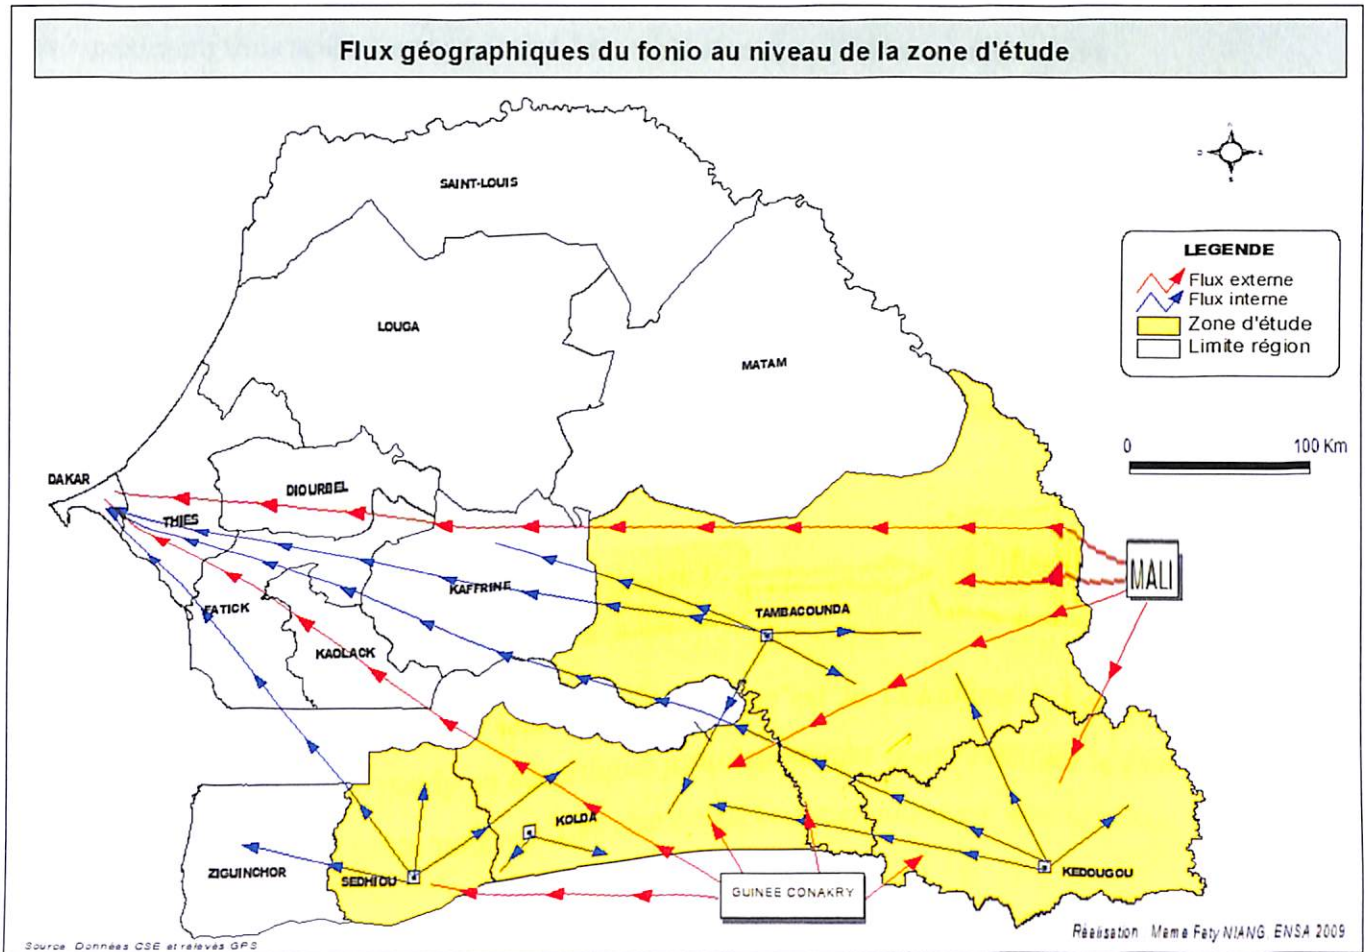 Flux géographiques du fonio au niveau de la zone d'étude
SAINT-LOUIS
LEGENDE
Flux externe
Flux interne
Zone d'étude
Limite région
LOUGA
MATAM
0 100 Km
DAKAR
DIOURBEL
THIES
MALI
KAFFRINE
FATICK
TAMBACOUNDA
KAOLACK
KOLDA
ZIGUINCHOR
SEDHIOU
KEDOUGOU
GUINEE CONAKRY
Réalisation Meme Fety NIANG, ENSA 2009
Source Données CSE et relevés GPS